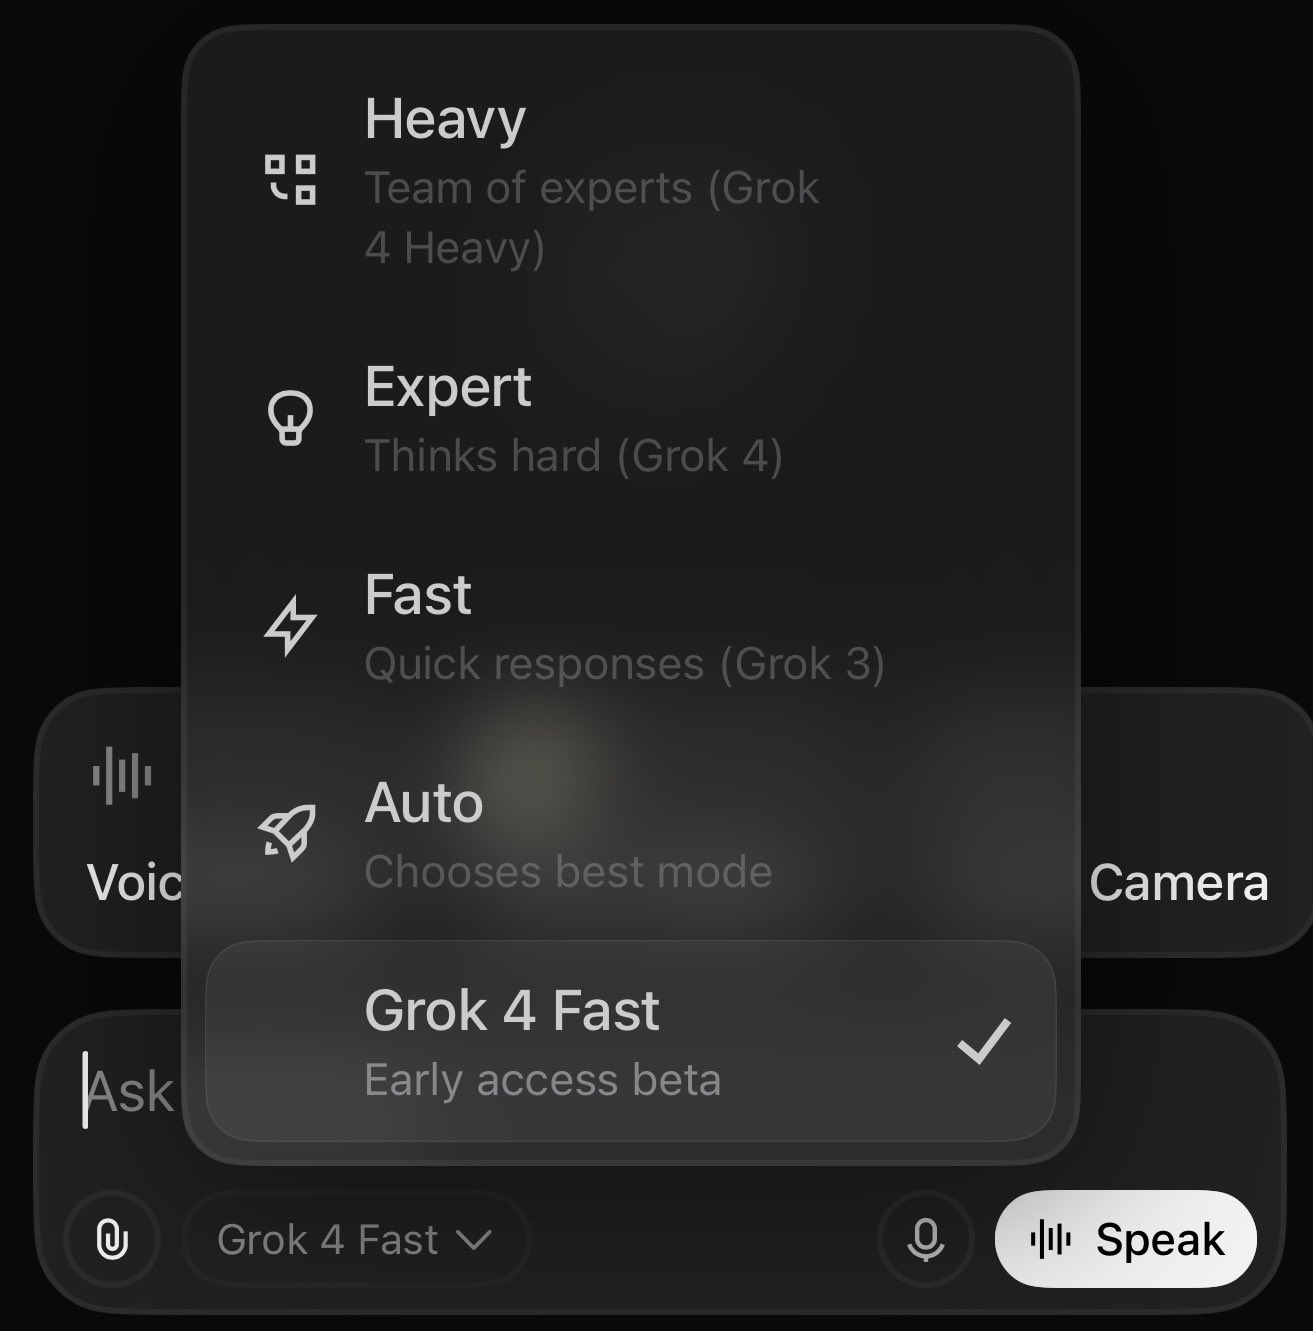 Heavy
Team of experts (Grok
4 Heavy)
Expert
Thinks hard (Grok 4)
Fast
Quick responses (Grok 3)
Auto
Chooses best mode
Voic
Camera
Grok 4 Fast
Early access beta
Ask
Grok 4 Fast
Speak